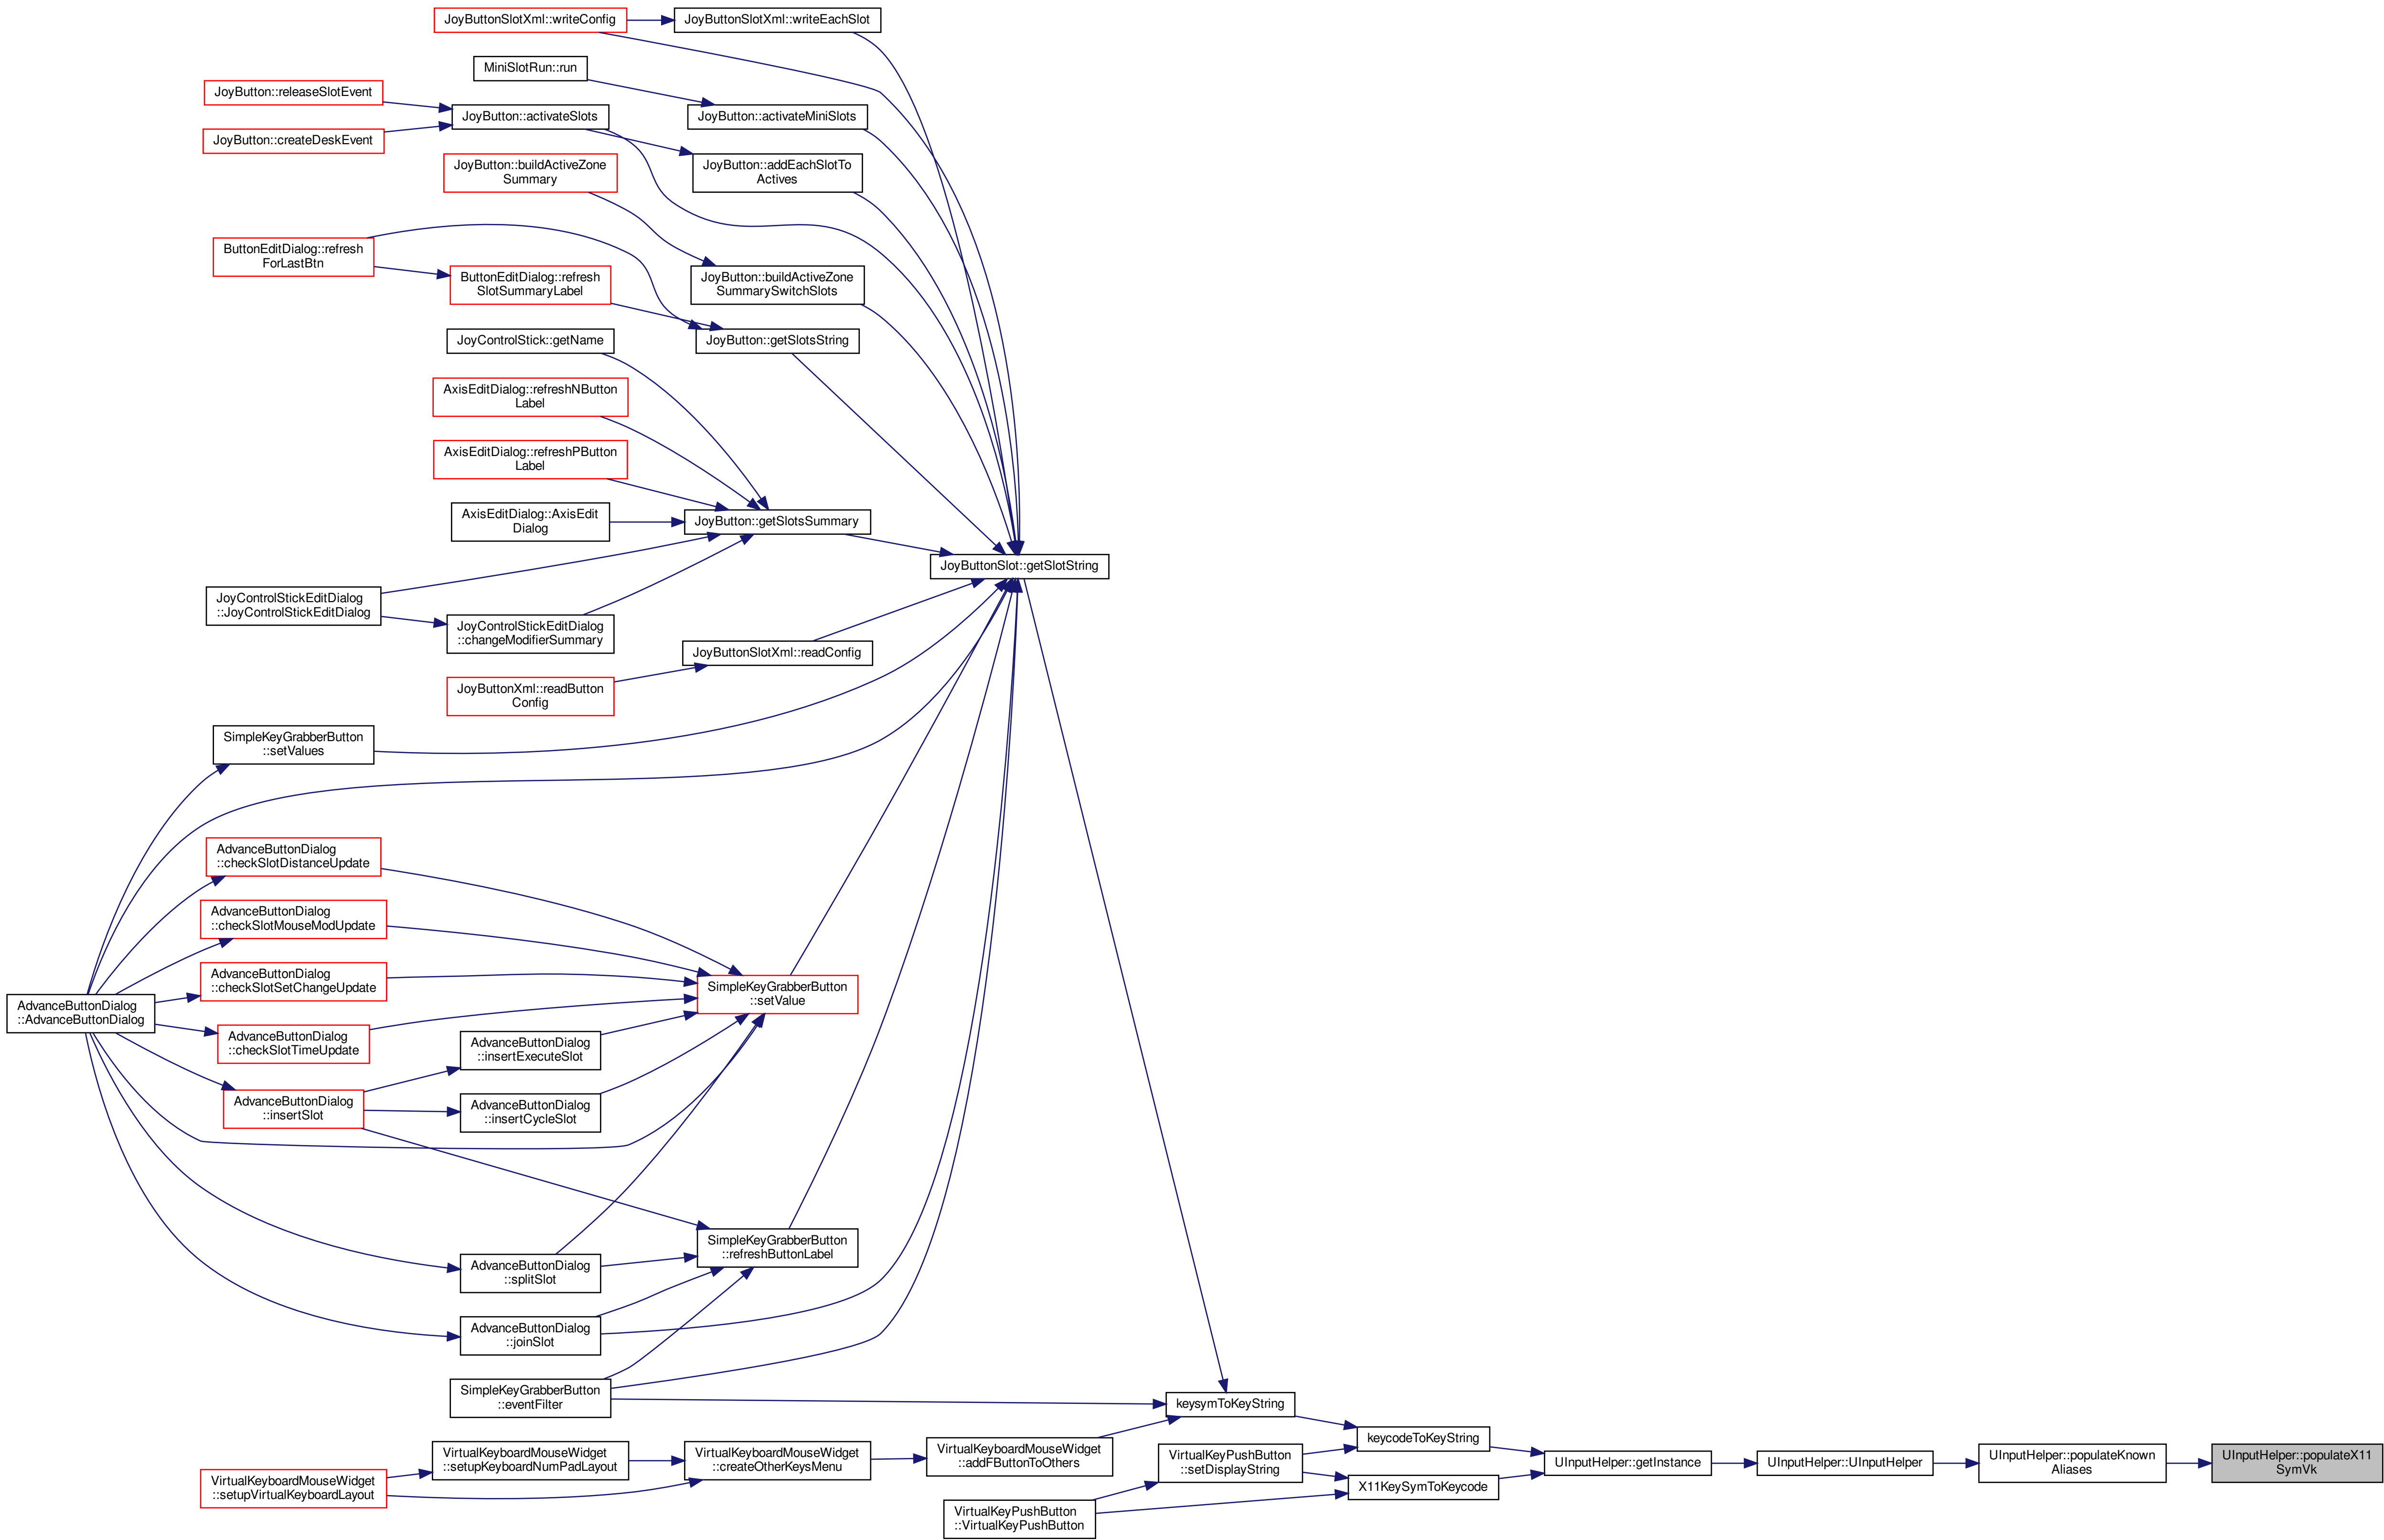 JoyButtonSlotXml::writeConfig
JoyButtonSlotXml::writeEachSlot
MiniSlotRun::run
JoyButton::releaseSlotEvent
JoyButton::activateSlots
JoyButton::activateMiniSlots
JoyButton::createDeskEvent
JoyButton::buildActiveZone
Summary
JoyButton::addEachSlotTo
Actives
ButtonEditDialog::refresh
ForLastBtn
ButtonEditDialog::refresh
SlotSummaryLabel
JoyButton::buildActiveZone
SummarySwitchSlots
JoyControlStick::getName
JoyButton::getSlotsString
AxisEditDialog::refreshNButton
Label
AxisEditDialog::refreshPButton
Label
AxisEditDialog::AxisEdit
Dialog
JoyButton::getSlotsSummary
JoyButtonSlot::getSlotString
JoyControlStickEditDialog
::JoyControlStickEditDialog
JoyControlStickEditDialog
::changeModifierSummary
JoyButtonSlotXml::readConfig
JoyButtonXml::readButton
Config
SimpleKeyGrabberButton
::setValues
AdvanceButtonDialog
::checkSlotDistanceUpdate
AdvanceButtonDialog
::checkSlotMouseModUpdate
AdvanceButtonDialog
::checkSlotSetChangeUpdate
SimpleKeyGrabberButton
::setValue
AdvanceButtonDialog
::AdvanceButtonDialog
AdvanceButtonDialog
::checkSlotTimeUpdate
AdvanceButtonDialog
::insertExecuteSlot
AdvanceButtonDialog
::insertSlot
AdvanceButtonDialog
::insertCycleSlot
SimpleKeyGrabberButton
::refreshButtonLabel
AdvanceButtonDialog
::splitSlot
AdvanceButtonDialog
::joinSlot
SimpleKeyGrabberButton
::eventFilter
keysymToKeyString
keycodeToKeyString
VirtualKeyboardMouseWidget
::setupVirtualKeyboardLayout
VirtualKeyboardMouseWidget
::setupKeyboardNumPadLayout
VirtualKeyboardMouseWidget
::createOtherKeysMenu
VirtualKeyboardMouseWidget
::addFButtonToOthers
VirtualKeyPushButton
::setDisplayString
UInputHelper::getInstance
UInputHelper::UInputHelper
UInputHelper::populateKnown
Aliases
UInputHelper::populateX11
SymVk
X11KeySymToKeycode
VirtualKeyPushButton
::VirtualKeyPushButton